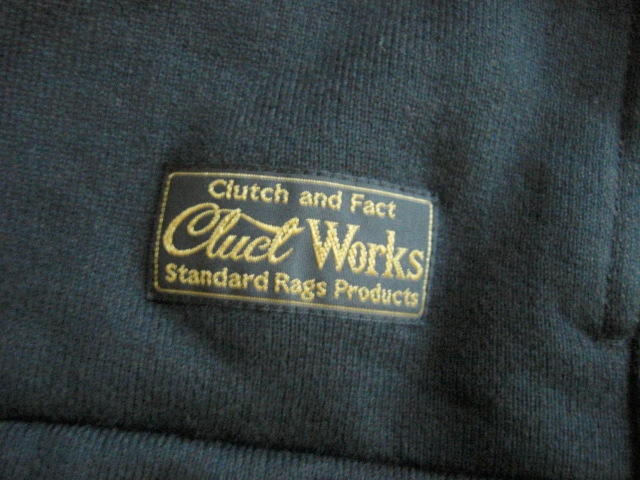 Clutch and Fact
Cluct Works
Standard Rags Products